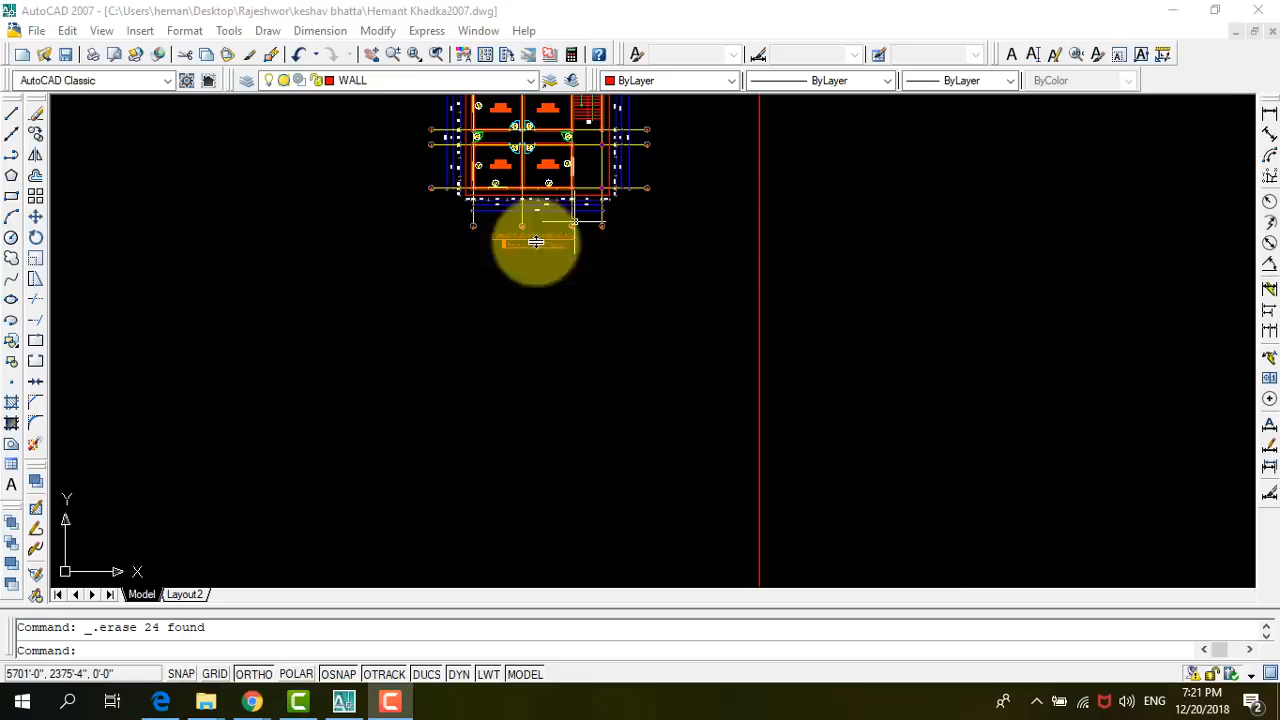 AutoCAD 2007 - [C:\Users\heman\Desktop\Rajeshwor\keshav bhatta\Hemant Khadka2007.dwg]
File Edit View Insert Format Tools Draw Dimension Modify Express Window Help
AutoCAD Classic WALL ByLayer ByLayer ByLayer ByColor
Y
X
Model Layout2
Command: _.erase 24 found
Command:
5701'-0", 2375'-4", 0'-0" SNAP GRID ORTHO POLAR OSNAP OTRACK DUCS DYN LWT MODEL
ENG
7:21 PM
12/20/2018
2